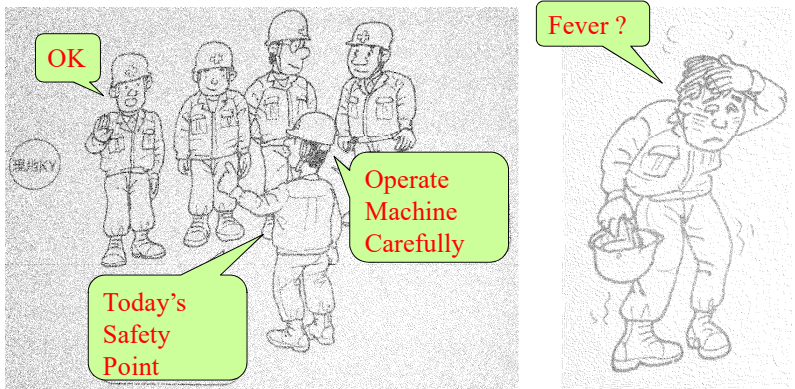 OK
Fever ?
現地KY
Operate
Machine
Carefully
Today's
Safety
Point